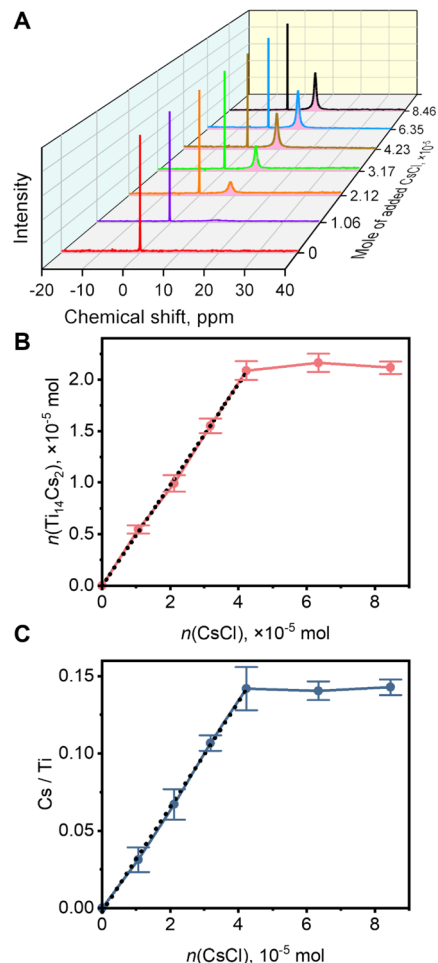 A
Intensity
8.46
6.35
4.23
3.17
2.12
1.06
0
Mole of added CsCl, ×10⁻⁵
-20 -10 0 10 20 30 40
Chemical shift, ppm
B
n(Ti₁₄Cs₂), ×10⁻⁵ mol
2.0
1.5
1.0
0.5
0.0
0 2 4 6 8
n(CsCl), ×10⁻⁵ mol
C
Cs / Ti
0.15
0.10
0.05
0.00
0 2 4 6 8
n(CsCl), 10⁻⁵ mol